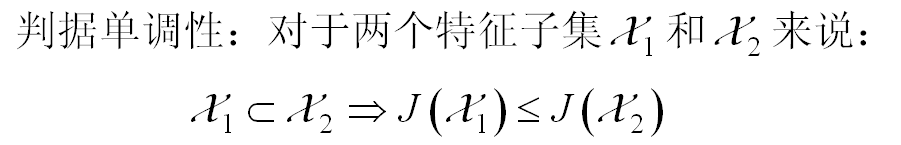 判据单调性：对于两个特征子集 𝒳₁ 和 𝒳₂ 来说：
𝒳₁ ⊂ 𝒳₂ ⇒ J(𝒳₁) ≤ J(𝒳₂)